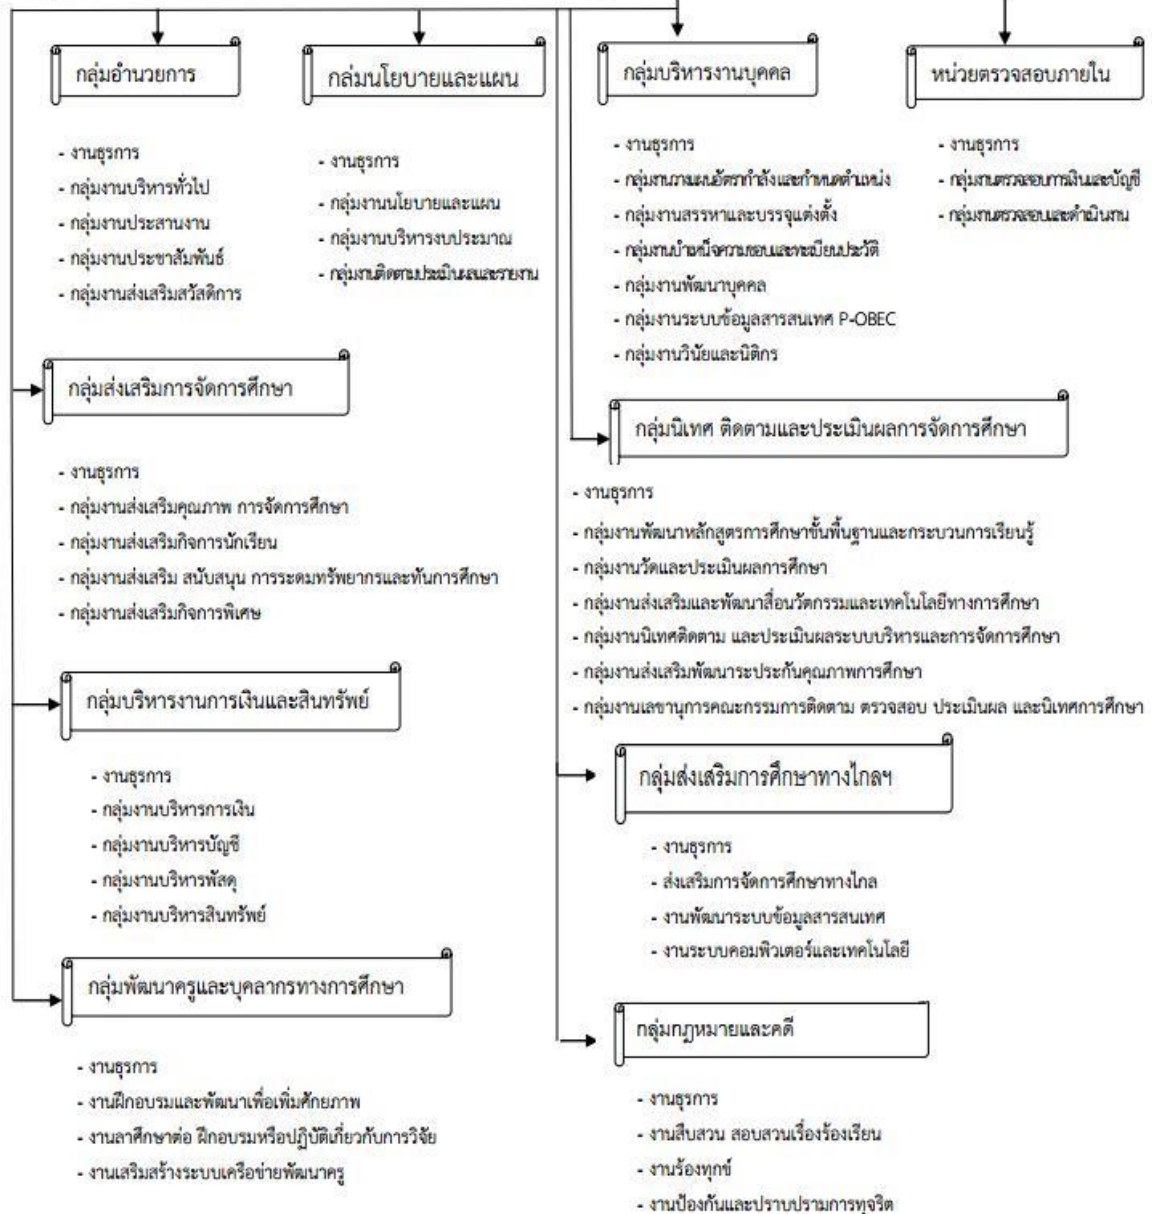 กลุ่มอำนวยการ
- งานธุรการ
- กลุ่มงานบริหารทั่วไป
- กลุ่มงานประสานงาน
- กลุ่มงานประชาสัมพันธ์
- กลุ่มงานส่งเสริมสวัสดิการ
กล่มนโยบายและแผน
- งานธุรการ
- กลุ่มงานนโยบายและแผน
- กลุ่มงานบริหารงบประมาณ
- กลุ่มงานติดตามประเมินผลและรายงาน
กลุ่มบริหารงานบุคคล
- งานธุรการ
- กลุ่มงานวางแผนอัตรากำลังและกำหนดตำแหน่ง
- กลุ่มงานสรรหาและบรรจุแต่งตั้ง
- กลุ่มงานบำเหน็จความชอบและทะเบียนประวัติ
- กลุ่มงานพัฒนาบุคคล
- กลุ่มงานระบบข้อมูลสารสนเทศ P-OBEC
- กลุ่มงานวินัยและนิติกร
หน่วยตรวจสอบภายใน
- งานธุรการ
- กลุ่มงานตรวจสอบการเงินและบัญชี
- กลุ่มงานตรวจสอบและดำเนินงาน
กลุ่มส่งเสริมการจัดการศึกษา
- งานธุรการ
- กลุ่มงานส่งเสริมคุณภาพ การจัดการศึกษา
- กลุ่มงานส่งเสริมกิจการนักเรียน
- กลุ่มงานส่งเสริม สนับสนุน การระดมทรัพยากรและทันการศึกษา
- กลุ่มงานส่งเสริมกิจการพิเศษ
กลุ่มนิเทศ ติดตามและประเมินผลการจัดการศึกษา
- งานธุรการ
- กลุ่มงานพัฒนาหลักสูตรการศึกษาขั้นพื้นฐานและกระบวนการเรียนรู้
- กลุ่มงานวัดและประเมินผลการศึกษา
- กลุ่มงานส่งเสริมและพัฒนาสื่อนวัตกรรมและเทคโนโลยีทางการศึกษา
- กลุ่มงานนิเทศติดตาม และประเมินผลระบบบริหารและการจัดการศึกษา
- กลุ่มงานส่งเสริมพัฒนาระประกันคุณภาพการศึกษา
- กลุ่มงานเลขานุการคณะกรรมการติดตาม ตรวจสอบ ประเมินผล และนิเทศการศึกษา
กลุ่มบริหารงานการเงินและสินทรัพย์
- งานธุรการ
- กลุ่มงานบริหารการเงิน
- กลุ่มงานบริหารบัญชี
- กลุ่มงานบริหารพัสดุ
- กลุ่มงานบริหารสินทรัพย์
กลุ่มส่งเสริมการศึกษาทางไกลฯ
- งานธุรการ
- ส่งเสริมการจัดการศึกษาทางไกล
- งานพัฒนาระบบข้อมูลสารสนเทศ
- งานระบบคอมพิวเตอร์และเทคโนโลยี
กลุ่มพัฒนาครูและบุคลากรทางการศึกษา
- งานธุรการ
- งานฝึกอบรมและพัฒนาเพื่อเพิ่มศักยภาพ
- งานลาศึกษาต่อ ฝึกอบรมหรือปฏิบัติเกี่ยวกับการวิจัย
- งานเสริมสร้างระบบเครือข่ายพัฒนาครู
กลุ่มกฎหมายและคดี
- งานธุรการ
- งานสืบสวน สอบสวนเรื่องร้องเรียน
- งานร้องทุกข์
- งานป้องกันและปราบปรามการทุจริต